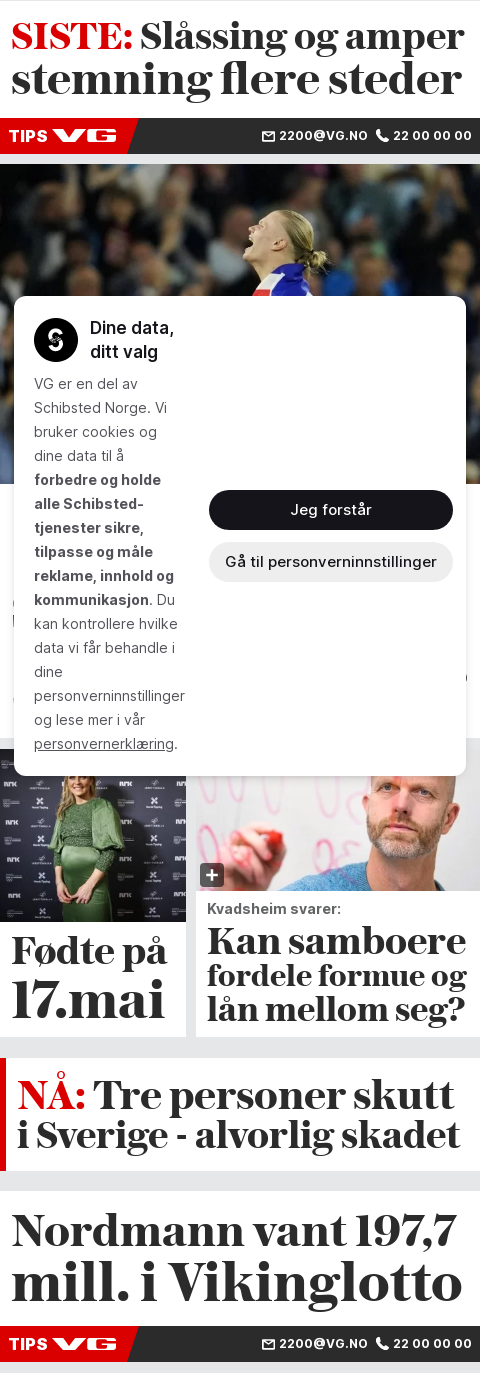 SISTE: Slåssing og amper
stemning flere steder
TIPS VG
2200@VG.NO 22 00 00 00
Dine data,
ditt valg
VG er en del av
Schibsted Norge. Vi
bruker cookies og
dine data til å
forbedre og holde
alle Schibsted-
tjenester sikre,
tilpasse og måle
reklame, innhold og
kommunikasjon. Du
kan kontrollere hvilke
data vi får behandle i
dine
personverninnstillinger
og lese mer i vår
personvernerklæring.
Jeg forstår
Gå til personverninnstillinger
Fødte på
17.mai
Kvadsheim svarer:
Kan samboere
fordele formue og
lån mellom seg?
NÅ: Tre personer skutt
i Sverige - alvorlig skadet
Nordmann vant 197,7
mill. i Vikinglotto
TIPS VG
2200@VG.NO 22 00 00 00